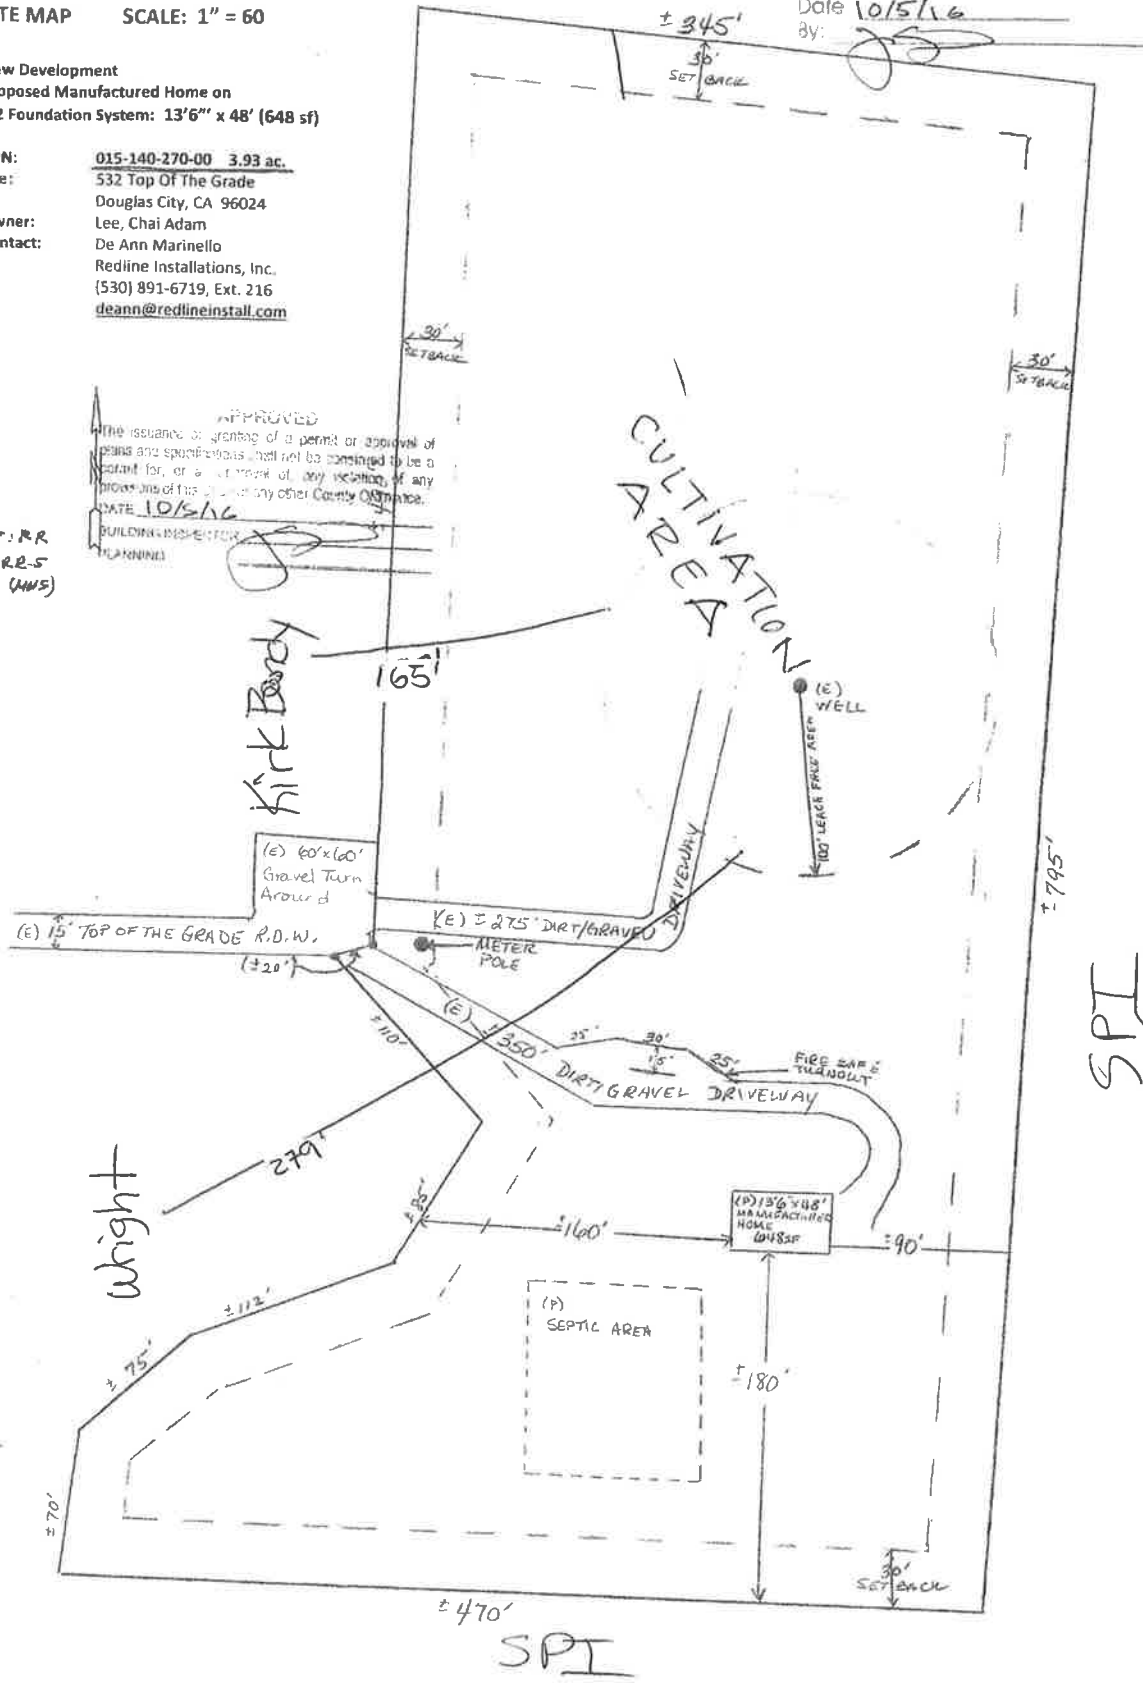 TE MAP SCALE: 1" = 60
Date 10/5/16
By:
ew Development
oposed Manufactured Home on
2 Foundation System: 13'6"' x 48' (648 sf)
N: 015-140-270-00 3.93 ac.
e: 532 Top Of The Grade
Douglas City, CA 96024
vner: Lee, Chai Adam
ntact: De Ann Marinello
Redline Installations, Inc.
(530) 891-6719, Ext. 216
deann@redlineinstall.com
± 345'
30'
SET BACK
30'
SETBACK
30'
SETBACK
APPROVED
The issuance or granting of a permit or approval of
plans and specifications shall not be construed to be a
permit for, or an approval of, any violation of any
provisions of this or any other County Ordinance.
DATE 10/5/16
BUILDING INSPECTOR
PLANNING
RR
RR-5
CULTIVATION
AREA
Kirk Bandy
165'
(E)
WELL
100' LEACH FREE AREA
(E) 60'x60'
Gravel Turn
Around
(E) 15' TOP OF THE GRADE R.O.W.
(±20')
(E) ± 275' DIRT/GRAVEL DRIVEWAY
METER
POLE
± 795'
SPI
±110'
(E) ± 350' DIRT/GRAVEL DRIVEWAY
25'
30'
15'
25'
FIRE SAFE
TURNOUT
279'
Wright
± 85'
±160'
(P) 13'6"x48'
MANUFACTURED
HOME
648SF
±90'
±112'
± 75'
(P)
SEPTIC AREA
±180'
±70'
30'
SETBACK
±470'
SPI